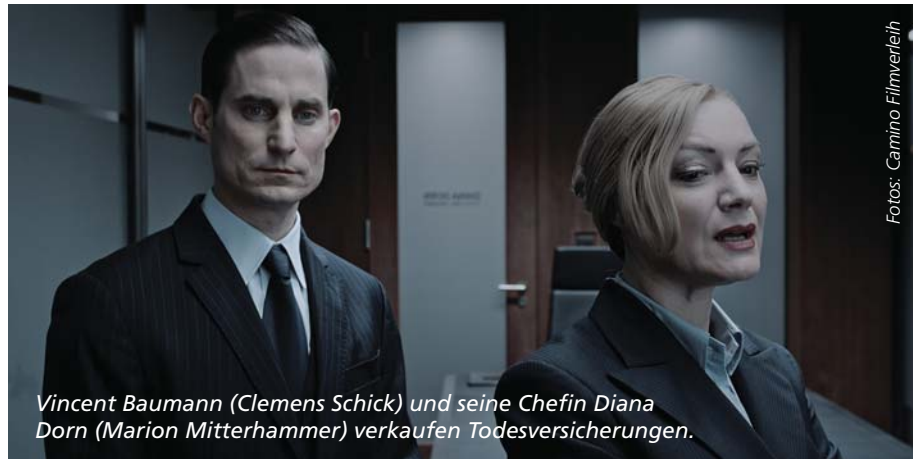 Vincent Baumann (Clemens Schick) und seine Chefin Diana
Dorn (Marion Mitterhammer) verkaufen Todesversicherungen.
Fotos: Camino Filmverleih